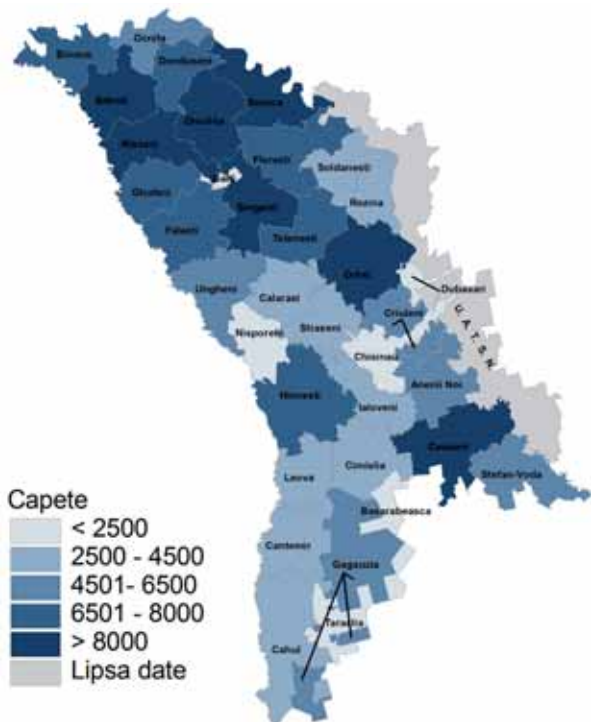 Ocnita
Briceni
Donduseni
Soroca
Drochia
Riscani
Floresti
Soldanesti
Glodeni
Rezina
Singerei
Falesti
Telenesti
Orhei
Ungheni
Dubasari
Calarasi
Criuleni
Straseni
U.A.T.S.N
Nisporeni
Chisinau
Anenii Noi
Hincesti
Ialoveni
Causeni
Stefan-Voda
Leova
Cimislia
Basarabeasca
Cantemir
Gagauzia
Taraclia
Cahul
Capete
< 2500
2500 - 4500
4501- 6500
6501 - 8000
> 8000
Lipsa date